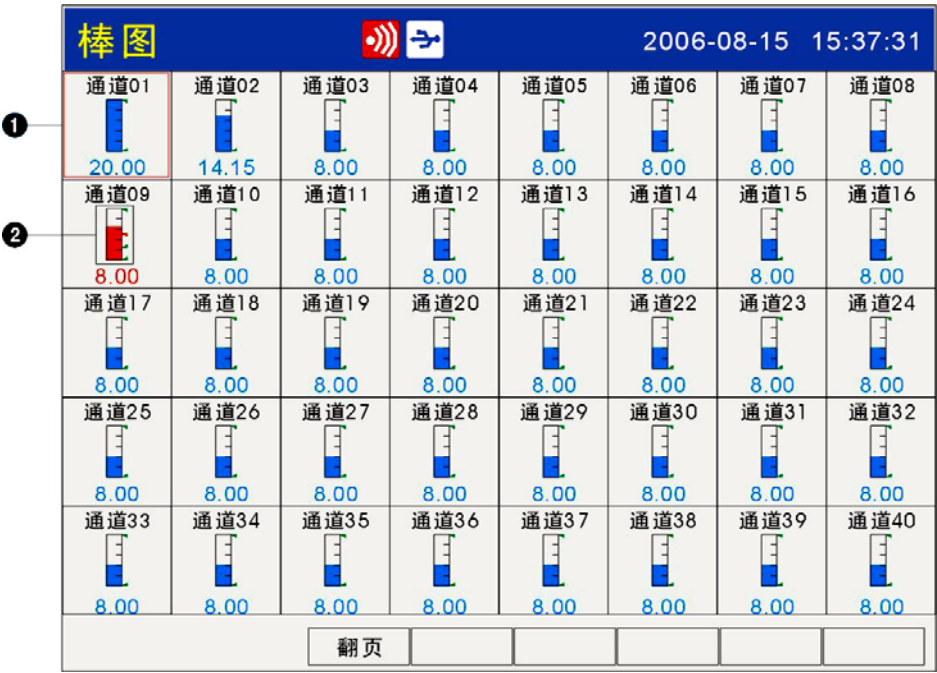 棒图 2006-08-15 15:37:31
通道01 通道02 通道03 通道04 通道05 通道06 通道07 通道08
❶
20.00 14.15 8.00 8.00 8.00 8.00 8.00 8.00
通道09 通道10 通道11 通道12 通道13 通道14 通道15 通道16
❷
8.00 8.00 8.00 8.00 8.00 8.00 8.00 8.00
通道17 通道18 通道19 通道20 通道21 通道22 通道23 通道24
8.00 8.00 8.00 8.00 8.00 8.00 8.00 8.00
通道25 通道26 通道27 通道28 通道29 通道30 通道31 通道32
8.00 8.00 8.00 8.00 8.00 8.00 8.00 8.00
通道33 通道34 通道35 通道36 通道37 通道38 通道39 通道40
8.00 8.00 8.00 8.00 8.00 8.00 8.00 8.00
翻页